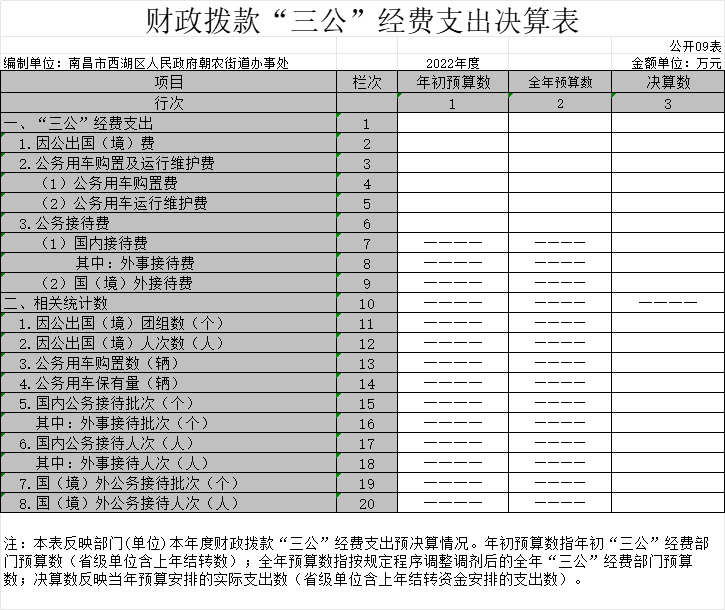 财政拨款“三公”经费支出决算表
公开09表
编制单位：南昌市西湖区人民政府朝农街道办事处 2022年度 金额单位：万元
项目 栏次 年初预算数 全年预算数 决算数
行次 1 2 3
一、“三公”经费支出 1
1.因公出国（境）费 2
2.公务用车购置及运行维护费 3
（1）公务用车购置费 4
（2）公务用车运行维护费 5
3.公务接待费 6
（1）国内接待费 7 ———— ————
其中：外事接待费 8 ———— ————
（2）国（境）外接待费 9 ———— ————
二、相关统计数 10 ———— ———— ————
1.因公出国（境）团组数（个） 11 ———— ————
2.因公出国（境）人次数（人） 12 ———— ————
3.公务用车购置数（辆） 13 ———— ————
4.公务用车保有量（辆） 14 ———— ————
5.国内公务接待批次（个） 15 ———— ————
其中：外事接待批次（个） 16 ———— ————
6.国内公务接待人次（人） 17 ———— ————
其中：外事接待人次（人） 18 ———— ————
7.国（境）外公务接待批次（个） 19 ———— ————
8.国（境）外公务接待人次（人） 20 ———— ————
注：本表反映部门(单位)本年度财政拨款“三公”经费支出预决算情况。年初预算数指年初“三公”经费部
门预算数（省级单位含上年结转数）；全年预算数指按规定程序调整调剂后的全年“三公”经费部门预算
数；决算数反映当年预算安排的实际支出数（省级单位含上年结转资金安排的支出数）。